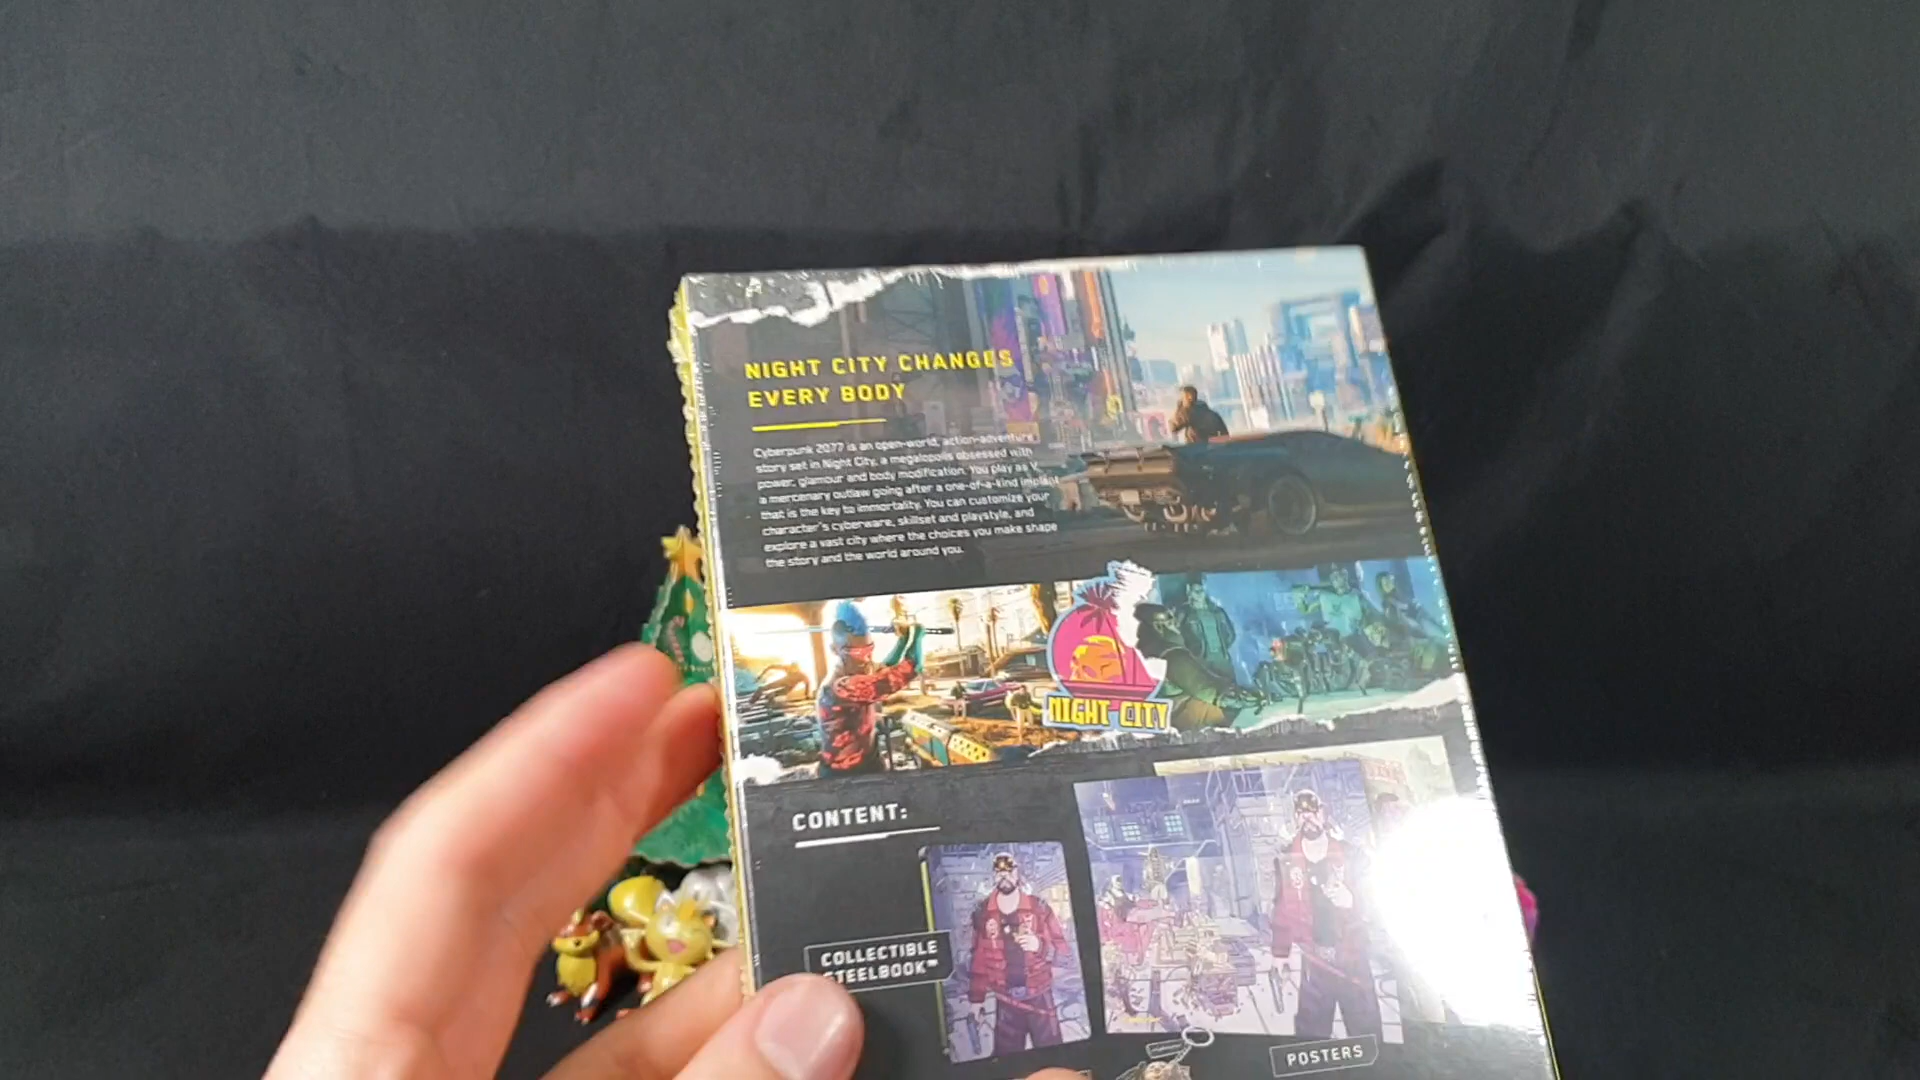 NIGHT CITY CHANGES
EVERY BODY
Cyberpunk 2077 is an open-world, action-adventure
story set in Night City, a megalopolis obsessed with
power, glamour and body modification. You play as V,
a mercenary outlaw going after a one-of-a-kind implant
that is the key to immortality. You can customize your
character's cyberware, skillset and playstyle, and
explore a vast city where the choices you make shape
the story and the world around you.
NIGHT CITY
CONTENT:
COLLECTIBLE
STEELBOOK™
POSTERS